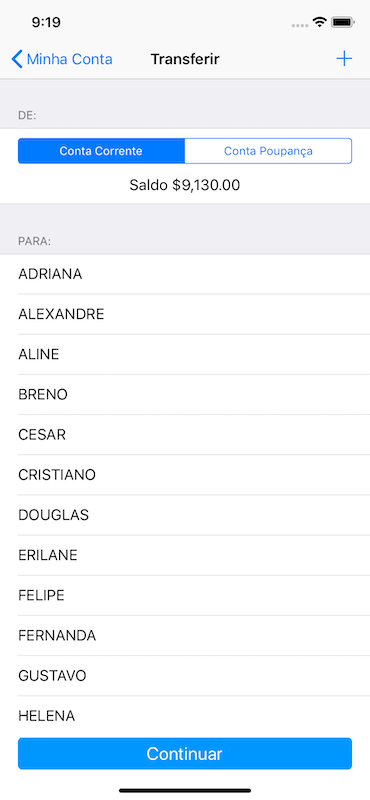 9:19
Minha Conta Transferir +
DE:
Conta Corrente Conta Poupança
Saldo $9,130.00
PARA:
ADRIANA
ALEXANDRE
ALINE
BRENO
CESAR
CRISTIANO
DOUGLAS
ERILANE
FELIPE
FERNANDA
GUSTAVO
HELENA
Continuar